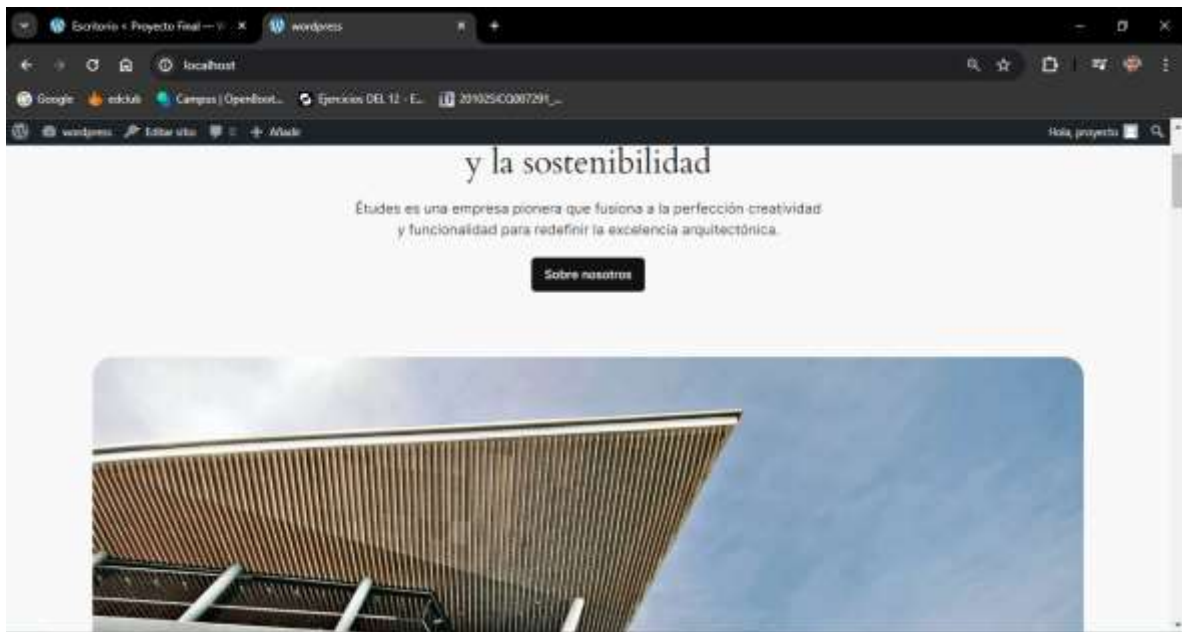 Escritorio < Proyecto Final — W
wordpress
localhost
Google
edclub
Campus | OpenBoot...
Ejercicios DEL 12 - E...
wordpress
Editar sitio
Añadir
Hola, proyecto
y la sostenibilidad
Études es una empresa pionera que fusiona a la perfección creatividad
y funcionalidad para redefinir la excelencia arquitectónica.
Sobre nosotros